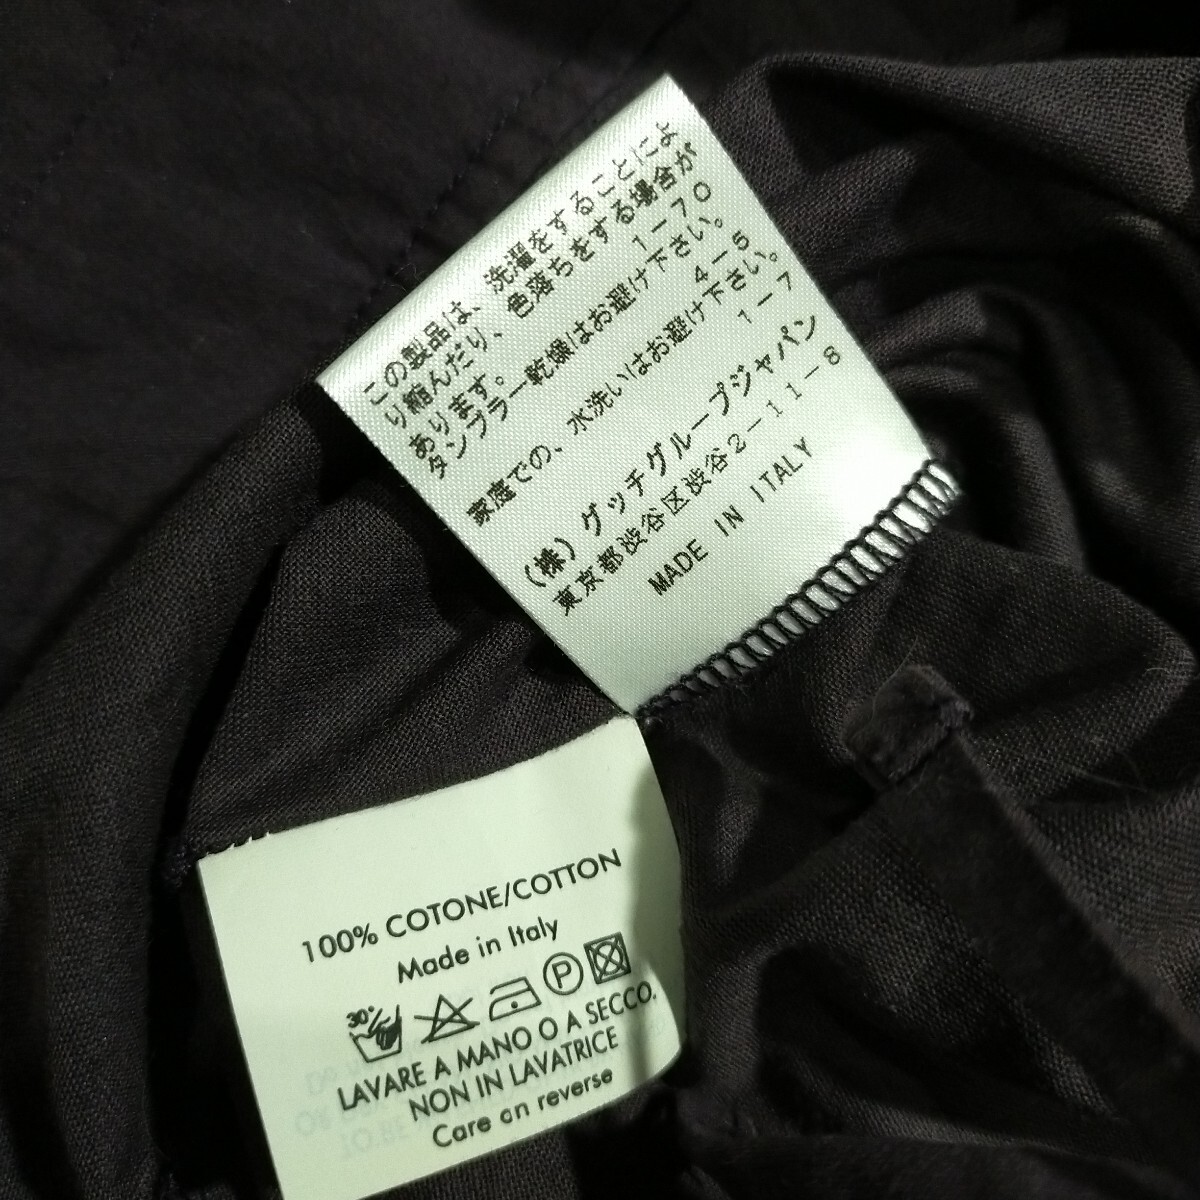 この製品は、洗濯をすることによ
り縮んだり、色落ちをする場合が
あります。 1-70
タンブラー乾燥はお避け下さい。
4-5
家庭での、水洗いはお避け下さい。
1-7
(株)グッチグループジャパン
東京都渋谷区渋谷2-11-8
MADE IN ITALY
100% COTONE/COTTON
Made in Italy
30° P
LAVARE A MANO O A SECCO.
NON IN LAVATRICE
Care on reverse